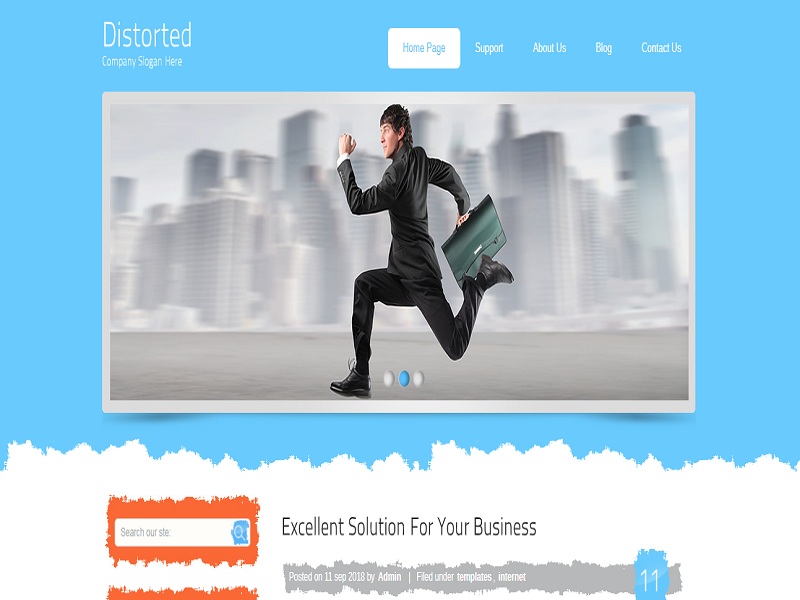 Distorted
Company Slogan Here
Home Page
Support
About Us
Blog
Contact Us
Search our ste:
Excellent Solution For Your Business
Posted on 11 sep 2018 by Admin | Filed under templates, internet
11